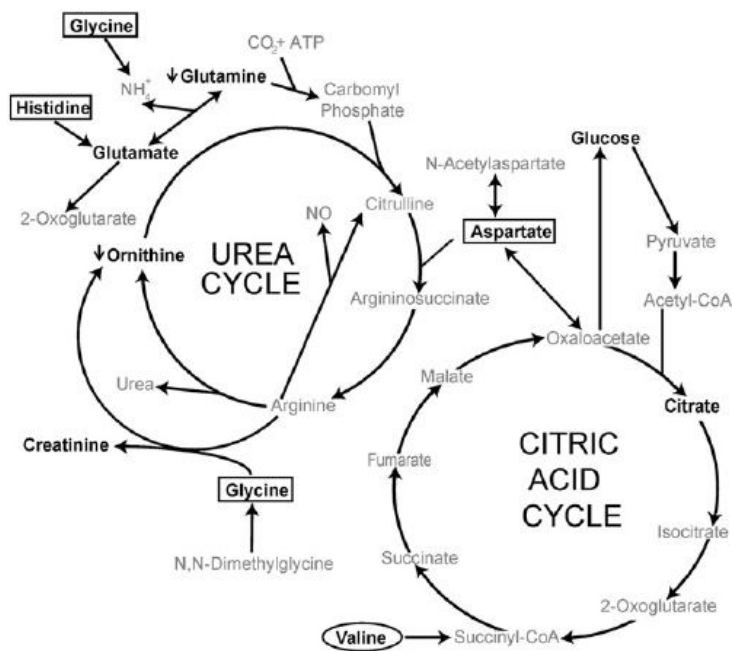 Glycine
CO2+ ATP
↓Glutamine
NH4+
Carbomyl
Phosphate
Histidine
Glutamate
Glucose
N-Acetylaspartate
2-Oxoglutarate
NO
Citrulline
Aspartate
↓Ornithine
UREA
CYCLE
Pyruvate
Argininosuccinate
Acetyl-CoA
Oxaloacetate
Urea
Arginine
Malate
Citrate
Creatinine
CITRIC
ACID
CYCLE
Fumarate
Glycine
Isocitrate
N,N-Dimethylglycine
Succinate
2-Oxoglutarate
Valine
Succinyl-CoA